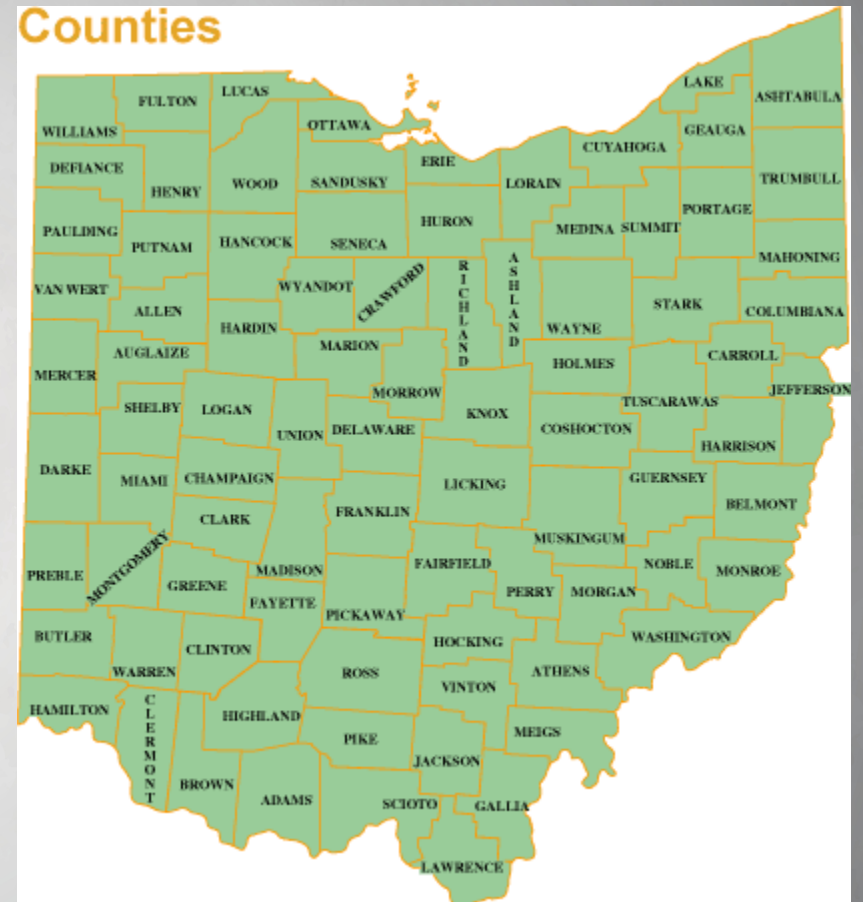 Counties
LAKE
LUCAS
ASHTABULA
FULTON
OTTAWA
GEAUGA
WILLIAMS
CUYAHOGA
ERIE
DEFIANCE
TRUMBULL
WOOD
SANDUSKY
LORAIN
HENRY
PORTAGE
HURON
PAULDING
MEDINA
SUMMIT
HANCOCK
SENECA
PUTNAM
MAHONING
WYANDOT
CRAWFORD
RICHLAND
ASHLAND
VAN WERT
STARK
ALLEN
COLUMBIANA
HARDIN
WAYNE
MARION
AUGLAIZE
CARROLL
HOLMES
MERCER
JEFFERSON
MORROW
TUSCARAWAS
SHELBY
LOGAN
KNOX
UNION
DELAWARE
COSHOCTON
HARRISON
DARKE
MIAMI
CHAMPAIGN
GUERNSEY
LICKING
BELMONT
FRANKLIN
CLARK
MUSKINGUM
MONTGOMERY
FAIRFIELD
NOBLE
MADISON
MONROE
PREBLE
GREENE
PERRY
MORGAN
FAYETTE
PICKAWAY
BUTLER
WASHINGTON
HOCKING
CLINTON
WARREN
ROSS
ATHENS
VINTON
HAMILTON
CLERMONT
HIGHLAND
MEIGS
PIKE
JACKSON
BROWN
ADAMS
SCIOTO
GALLIA
LAWRENCE